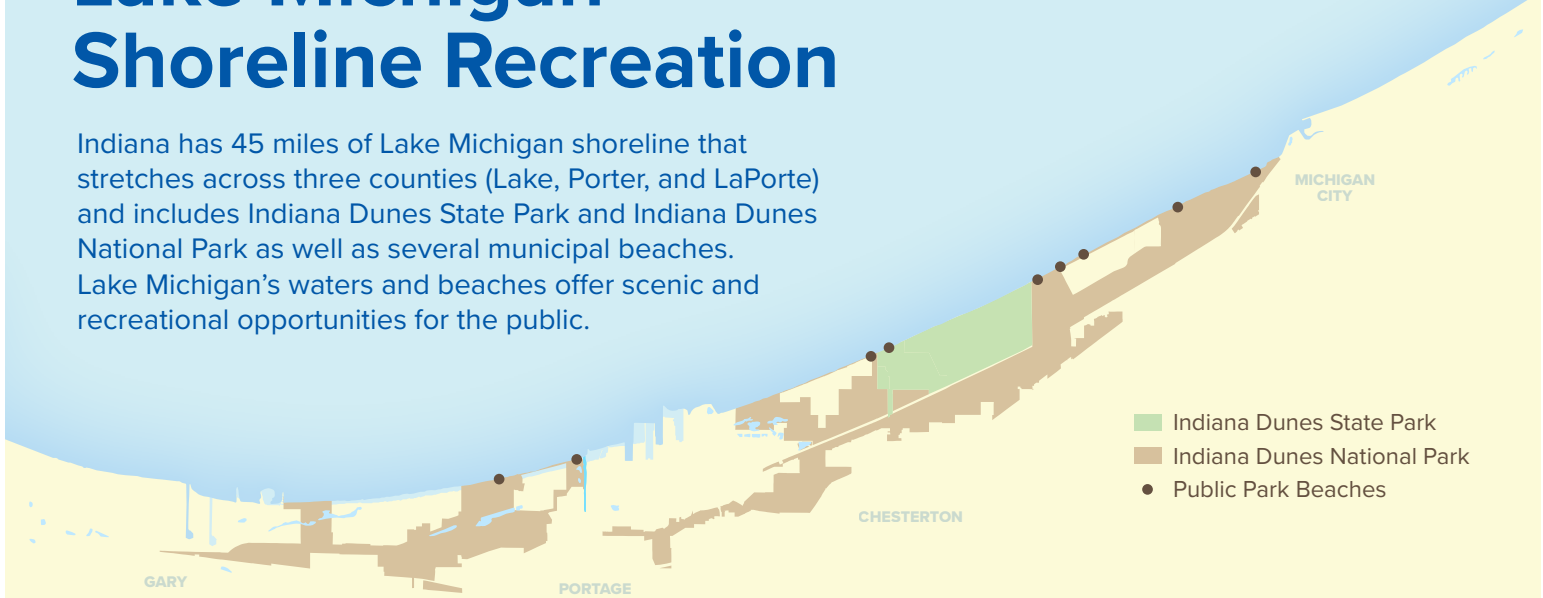 Lake Michigan
Shoreline Recreation
Indiana has 45 miles of Lake Michigan shoreline that
stretches across three counties (Lake, Porter, and LaPorte)
and includes Indiana Dunes State Park and Indiana Dunes
National Park as well as several municipal beaches.
Lake Michigan’s waters and beaches offer scenic and
recreational opportunities for the public.
MICHIGAN
CITY
Indiana Dunes State Park
Indiana Dunes National Park
Public Park Beaches
CHESTERTON
GARY
PORTAGE